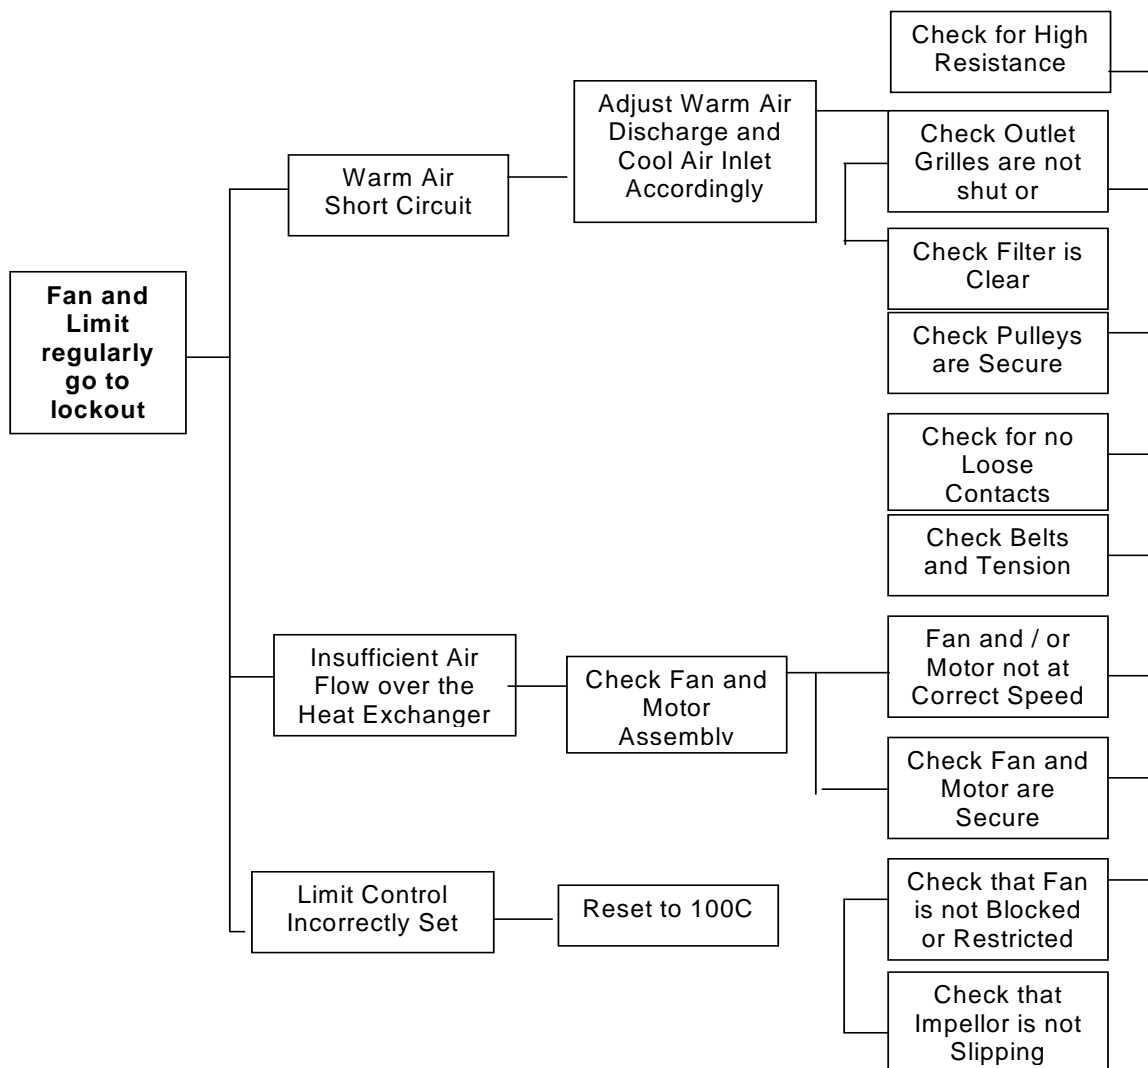 Fan and
Limit
regularly
go to
lockout
Warm Air
Short Circuit
Adjust Warm Air
Discharge and
Cool Air Inlet
Accordingly
Check for High
Resistance
Check Outlet
Grilles are not
shut or
Check Filter is
Clear
Check Pulleys
are Secure
Check for no
Loose
Contacts
Check Belts
and Tension
Insufficient Air
Flow over the
Heat Exchanger
Check Fan and
Motor
Assembly
Fan and / or
Motor not at
Correct Speed
Check Fan and
Motor are
Secure
Limit Control
Incorrectly Set
Reset to 100C
Check that Fan
is not Blocked
or Restricted
Check that
Impellor is not
Slipping